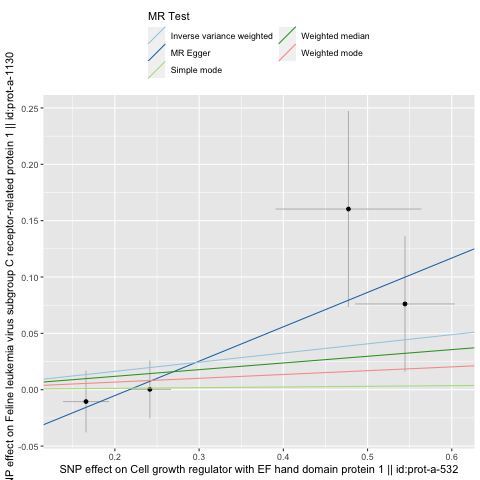 MR Test
Inverse variance weighted
Weighted median
MR Egger
Weighted mode
Simple mode
effect on Feline leukemia virus subgroup C receptor-related protein 1 || id:prot-a-1130
0.25
0.20
0.15
0.10
0.05
0.00
-0.05
0.2
0.3
0.4
0.5
0.6
SNP effect on Cell growth regulator with EF hand domain protein 1 || id:prot-a-532